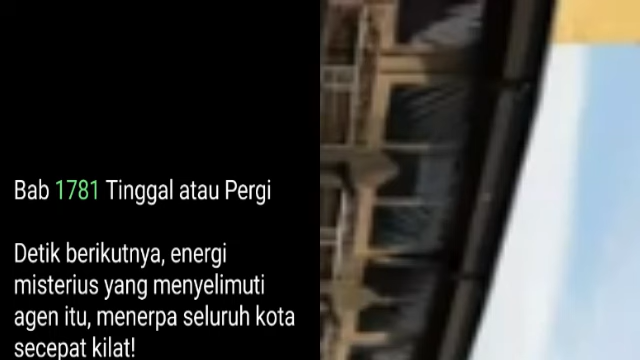 Bab 1781 Tinggal atau Pergi
Detik berikutnya, energi
misterius yang menyelimuti
agen itu, menerpa seluruh kota
secepat kilat!